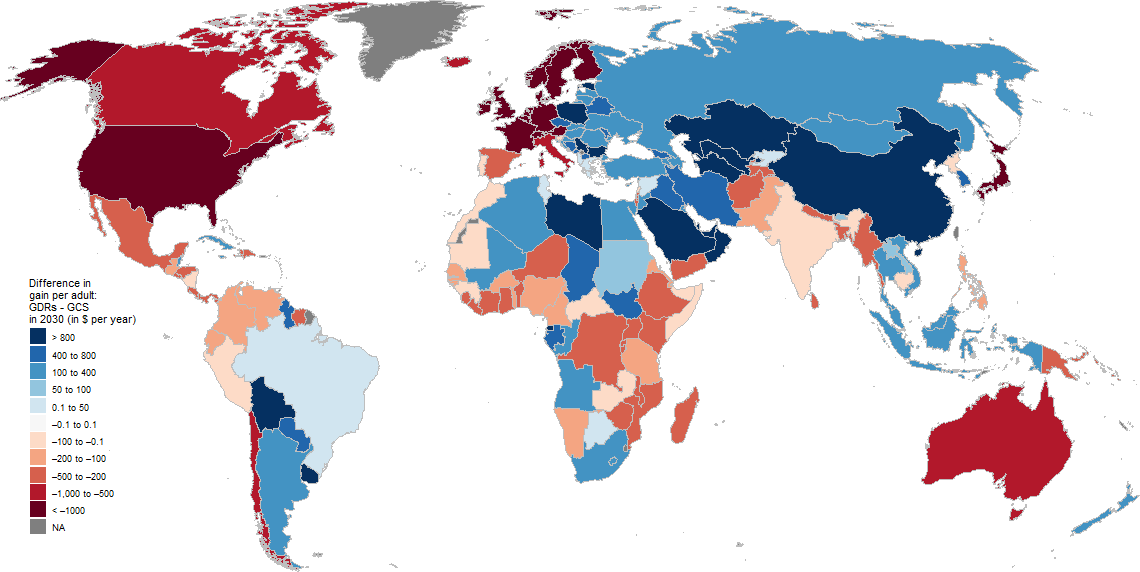 Difference in
gain per adult:
GDRs - GCS
in 2030 (in $ per year)
> 800
400 to 800
100 to 400
50 to 100
0.1 to 50
–0.1 to 0.1
–100 to –0.1
–200 to –100
–500 to –200
–1,000 to –500
< –1000
NA